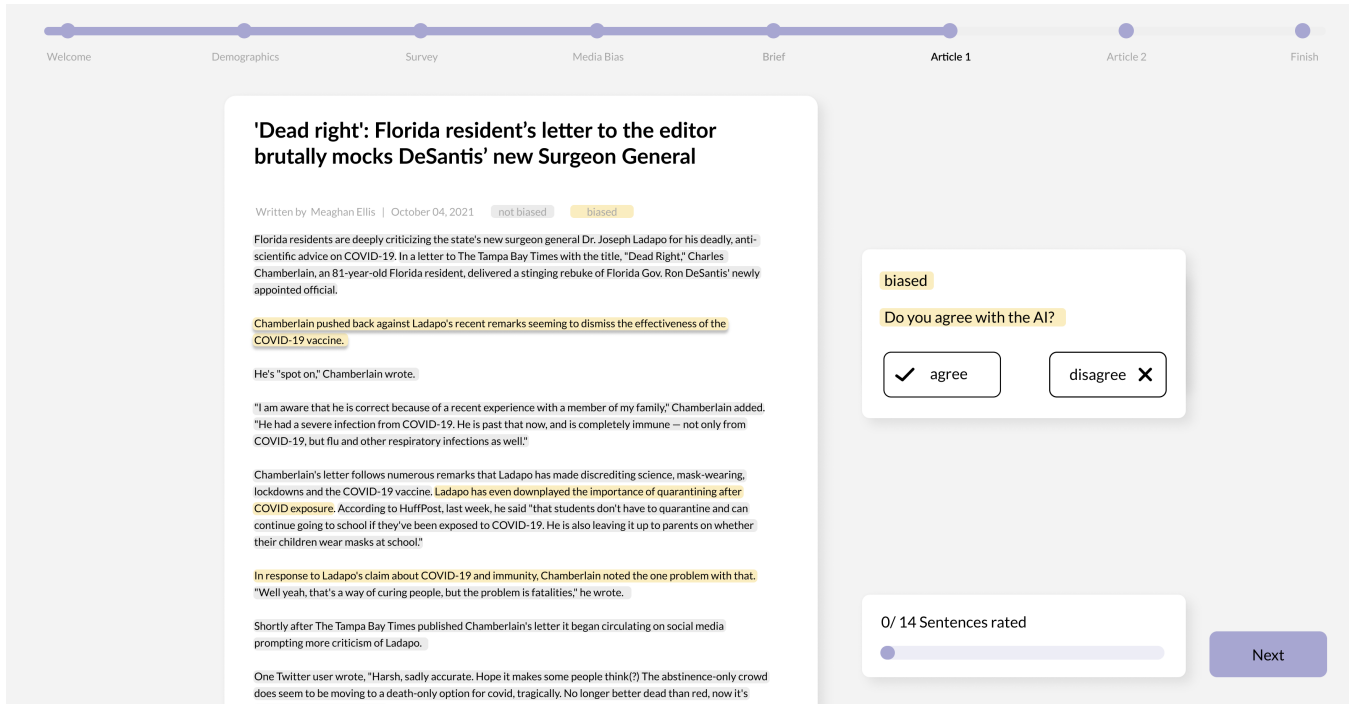 Welcome
Demographics
Survey
Media Bias
Brief
Article 1
Article 2
Finish
'Dead right': Florida resident’s letter to the editor
brutally mocks DeSantis’ new Surgeon General
Written by Meaghan Ellis | October 04, 2021 not biased biased
Florida residents are deeply criticizing the state's new surgeon general Dr. Joseph Ladapo for his deadly, anti-
scientific advice on COVID-19. In a letter to The Tampa Bay Times with the title, "Dead Right," Charles
Chamberlain, an 81-year-old Florida resident, delivered a stinging rebuke of Florida Gov. Ron DeSantis' newly
appointed official.
Chamberlain pushed back against Ladapo's recent remarks seeming to dismiss the effectiveness of the
COVID-19 vaccine.
He's "spot on," Chamberlain wrote.
"I am aware that he is correct because of a recent experience with a member of my family," Chamberlain added.
"He had a severe infection from COVID-19. He is past that now, and is completely immune — not only from
COVID-19, but flu and other respiratory infections as well."
Chamberlain's letter follows numerous remarks that Ladapo has made discrediting science, mask-wearing,
lockdowns and the COVID-19 vaccine. Ladapo has even downplayed the importance of quarantining after
COVID exposure. According to HuffPost, last week, he said "that students don't have to quarantine and can
continue going to school if they've been exposed to COVID-19. He is also leaving it up to parents on whether
their children wear masks at school."
In response to Ladapo's claim about COVID-19 and immunity, Chamberlain noted the one problem with that.
"Well yeah, that's a way of curing people, but the problem is fatalities," he wrote.
Shortly after The Tampa Bay Times published Chamberlain's letter it began circulating on social media
prompting more criticism of Ladapo.
One Twitter user wrote, "Harsh, sadly accurate. Hope it makes some people think(?) The abstinence-only crowd
does seem to be moving to a death-only option for covid, tragically. No longer better dead than red, now it's
biased
Do you agree with the AI?
agree
disagree
0/ 14 Sentences rated
Next